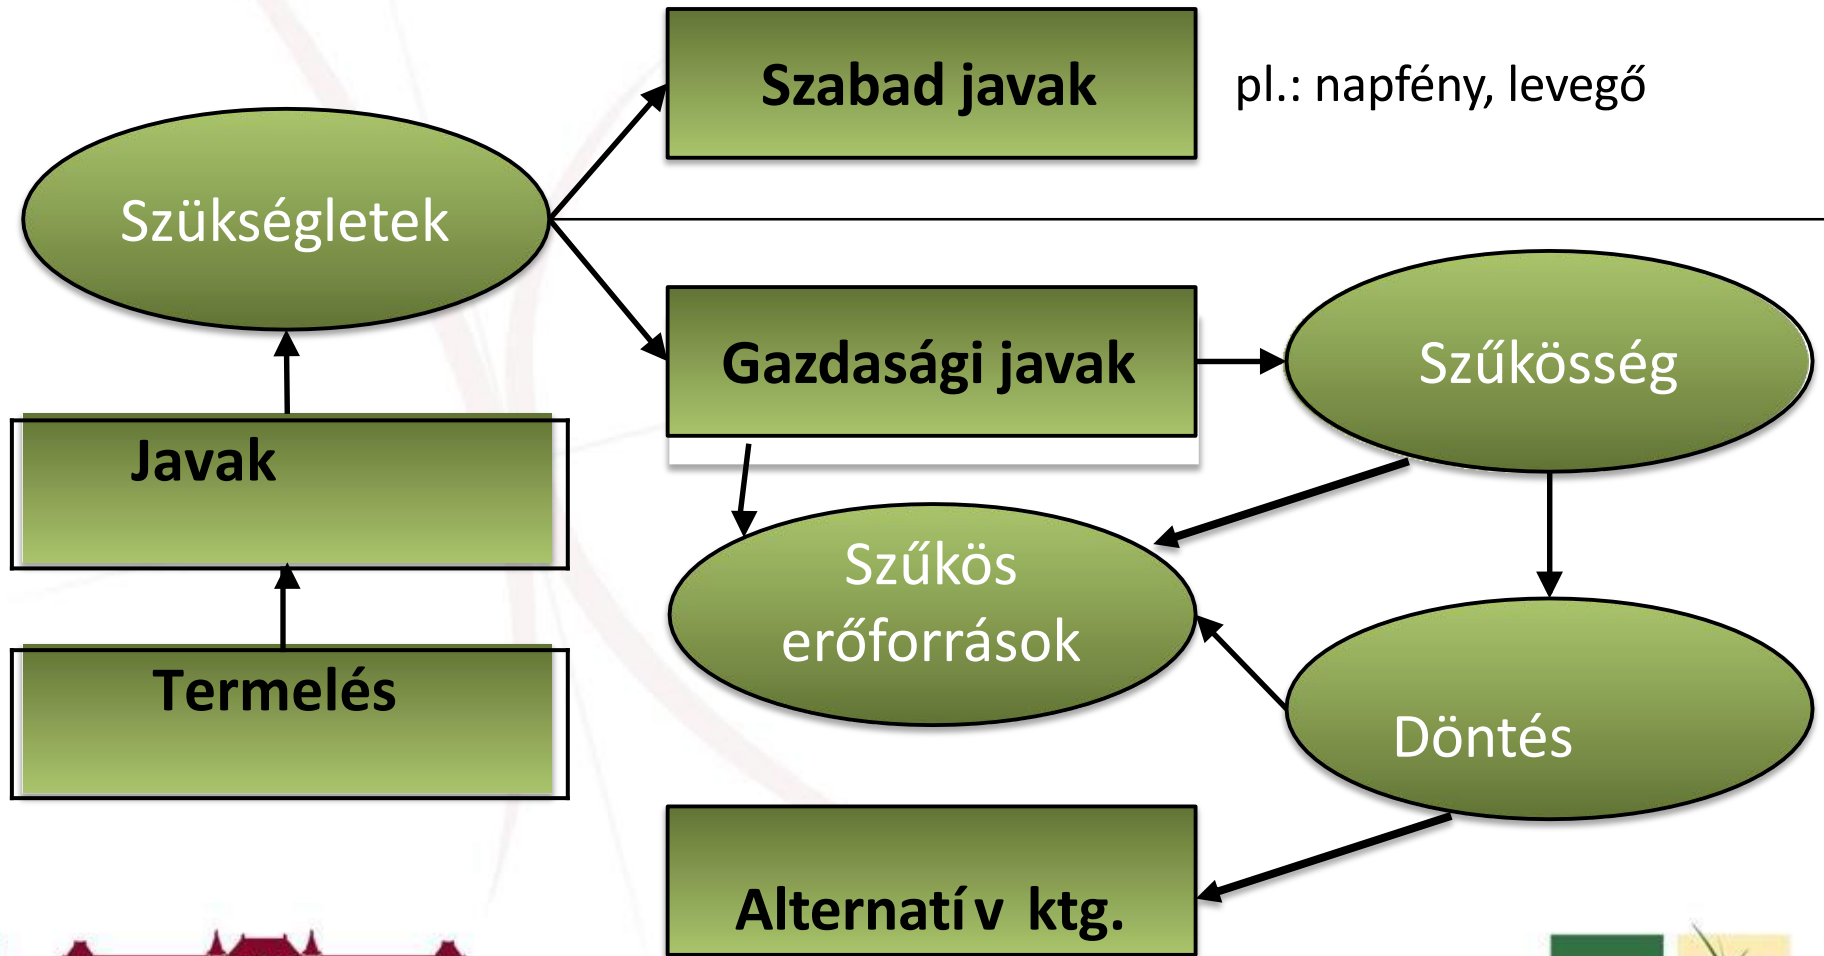 Szabad javak
pl.: napfény, levegő
Szükségletek
Gazdasági javak
Szűkösség
Javak
Szűkös
erőforrások
Termelés
Döntés
Alternatív ktg.